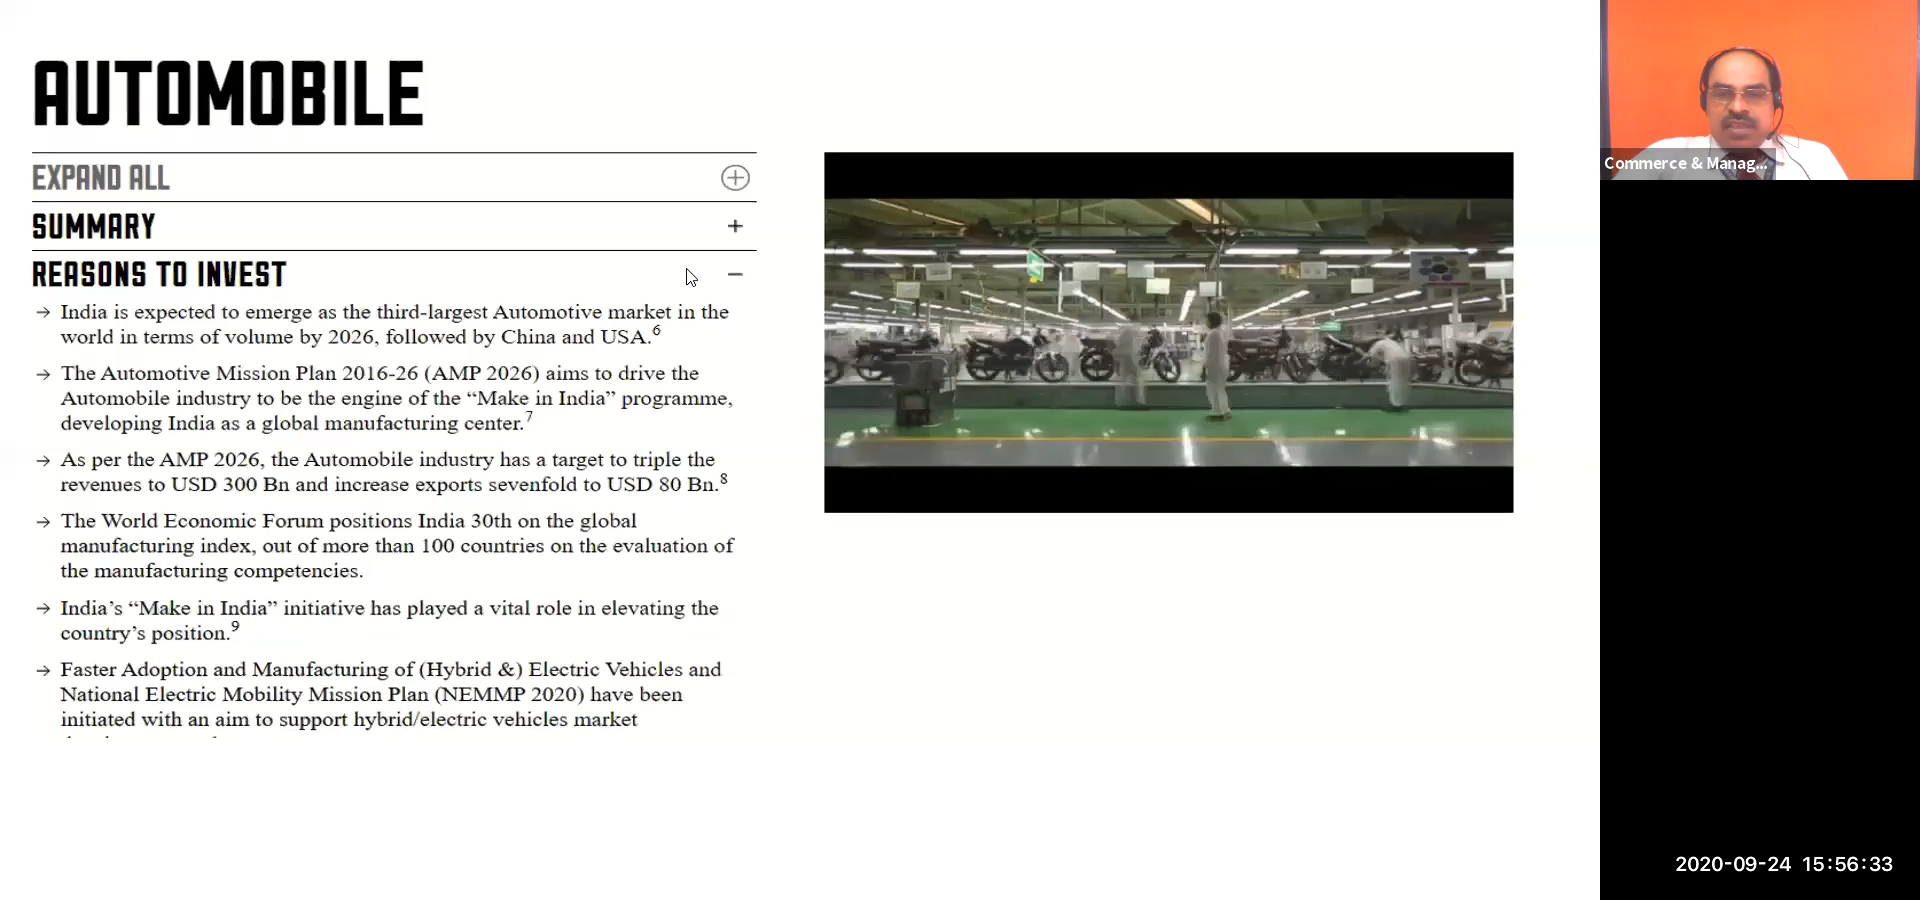 AUTOMOBILE
EXPAND ALL
SUMMARY
REASONS TO INVEST
→ India is expected to emerge as the third-largest Automotive market in the
world in terms of volume by 2026, followed by China and USA.6
→ The Automotive Mission Plan 2016-26 (AMP 2026) aims to drive the
Automobile industry to be the engine of the “Make in India” programme,
developing India as a global manufacturing center.7
→ As per the AMP 2026, the Automobile industry has a target to triple the
revenues to USD 300 Bn and increase exports sevenfold to USD 80 Bn.8
→ The World Economic Forum positions India 30th on the global
manufacturing index, out of more than 100 countries on the evaluation of
the manufacturing competencies.
→ India’s “Make in India” initiative has played a vital role in elevating the
country’s position.9
→ Faster Adoption and Manufacturing of (Hybrid &) Electric Vehicles and
National Electric Mobility Mission Plan (NEMMP 2020) have been
initiated with an aim to support hybrid/electric vehicles market
Commerce & Manag...
2020-09-24 15:56:33